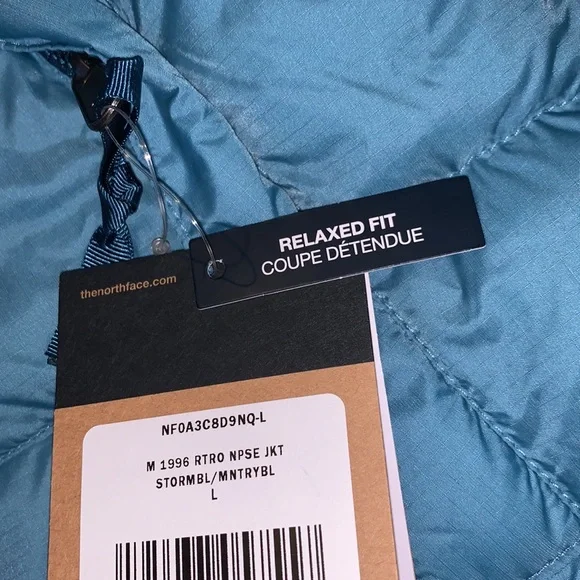 RELAXED FIT
COUPE DÉTENDUE
thenorthface.com
NF0A3C8D9NQ-L
M 1996 RTRO NPSE JKT
STORMBL/MNTRYBL
L